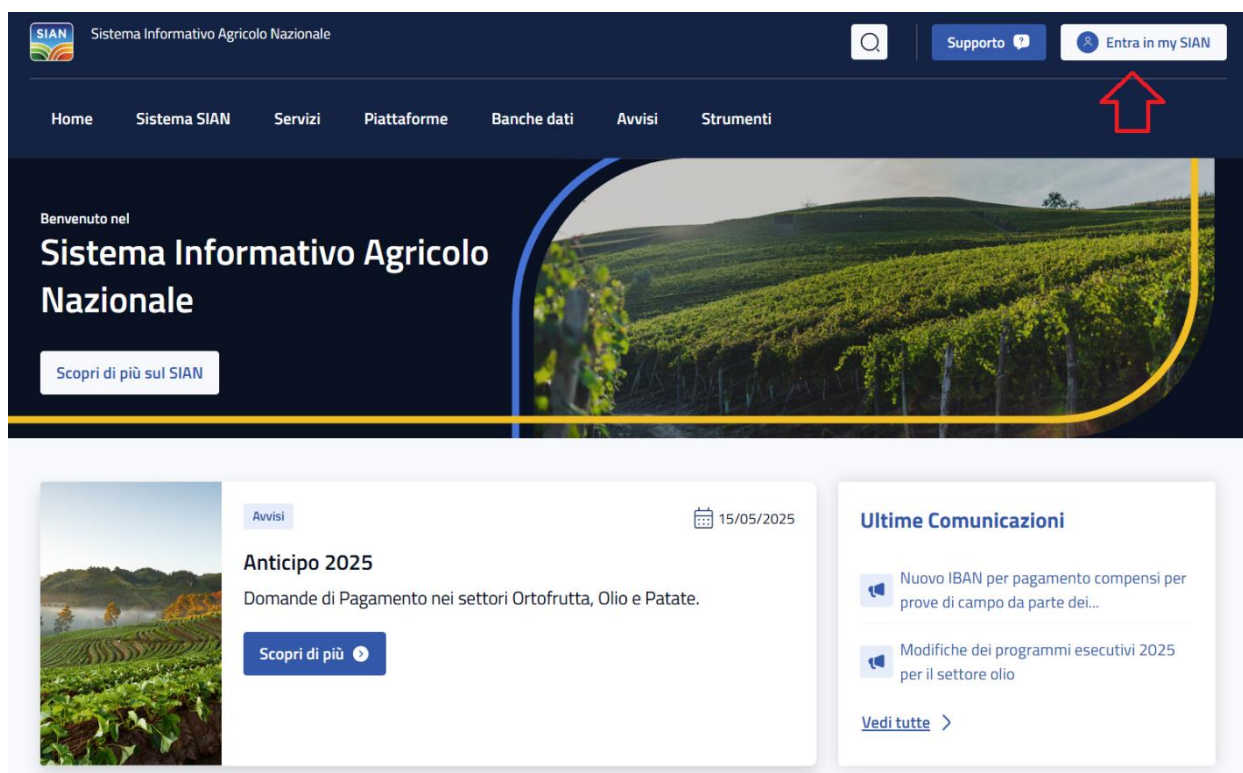 SIAN
Sistema Informativo Agricolo Nazionale
Supporto ?
Entra in my SIAN
Home
Sistema SIAN
Servizi
Piattaforme
Banche dati
Avvisi
Strumenti
Benvenuto nel
Sistema Informativo Agricolo
Nazionale
Scopri di più sul SIAN
Avvisi
15/05/2025
Anticipo 2025
Domande di Pagamento nei settori Ortofrutta, Olio e Patate.
Scopri di più
Ultime Comunicazioni
Nuovo IBAN per pagamento compensi per
prove di campo da parte dei...
Modifiche dei programmi esecutivi 2025
per il settore olio
Vedi tutte